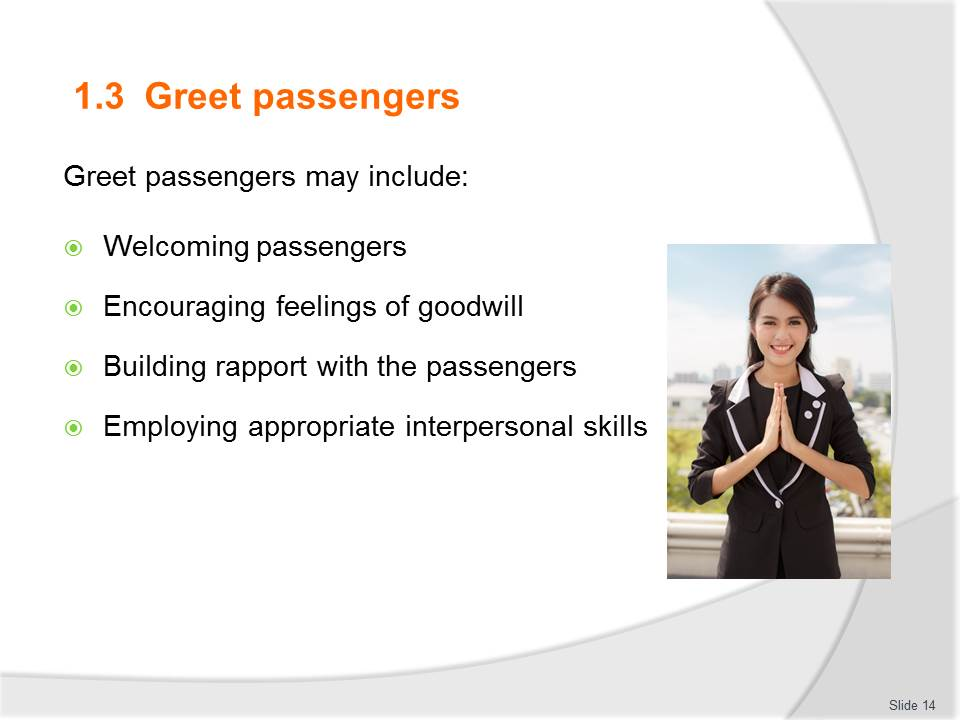 1.3 Greet passengers
Greet passengers may include:
Welcoming passengers
Encouraging feelings of goodwill
Building rapport with the passengers
Employing appropriate interpersonal skills
Slide 14